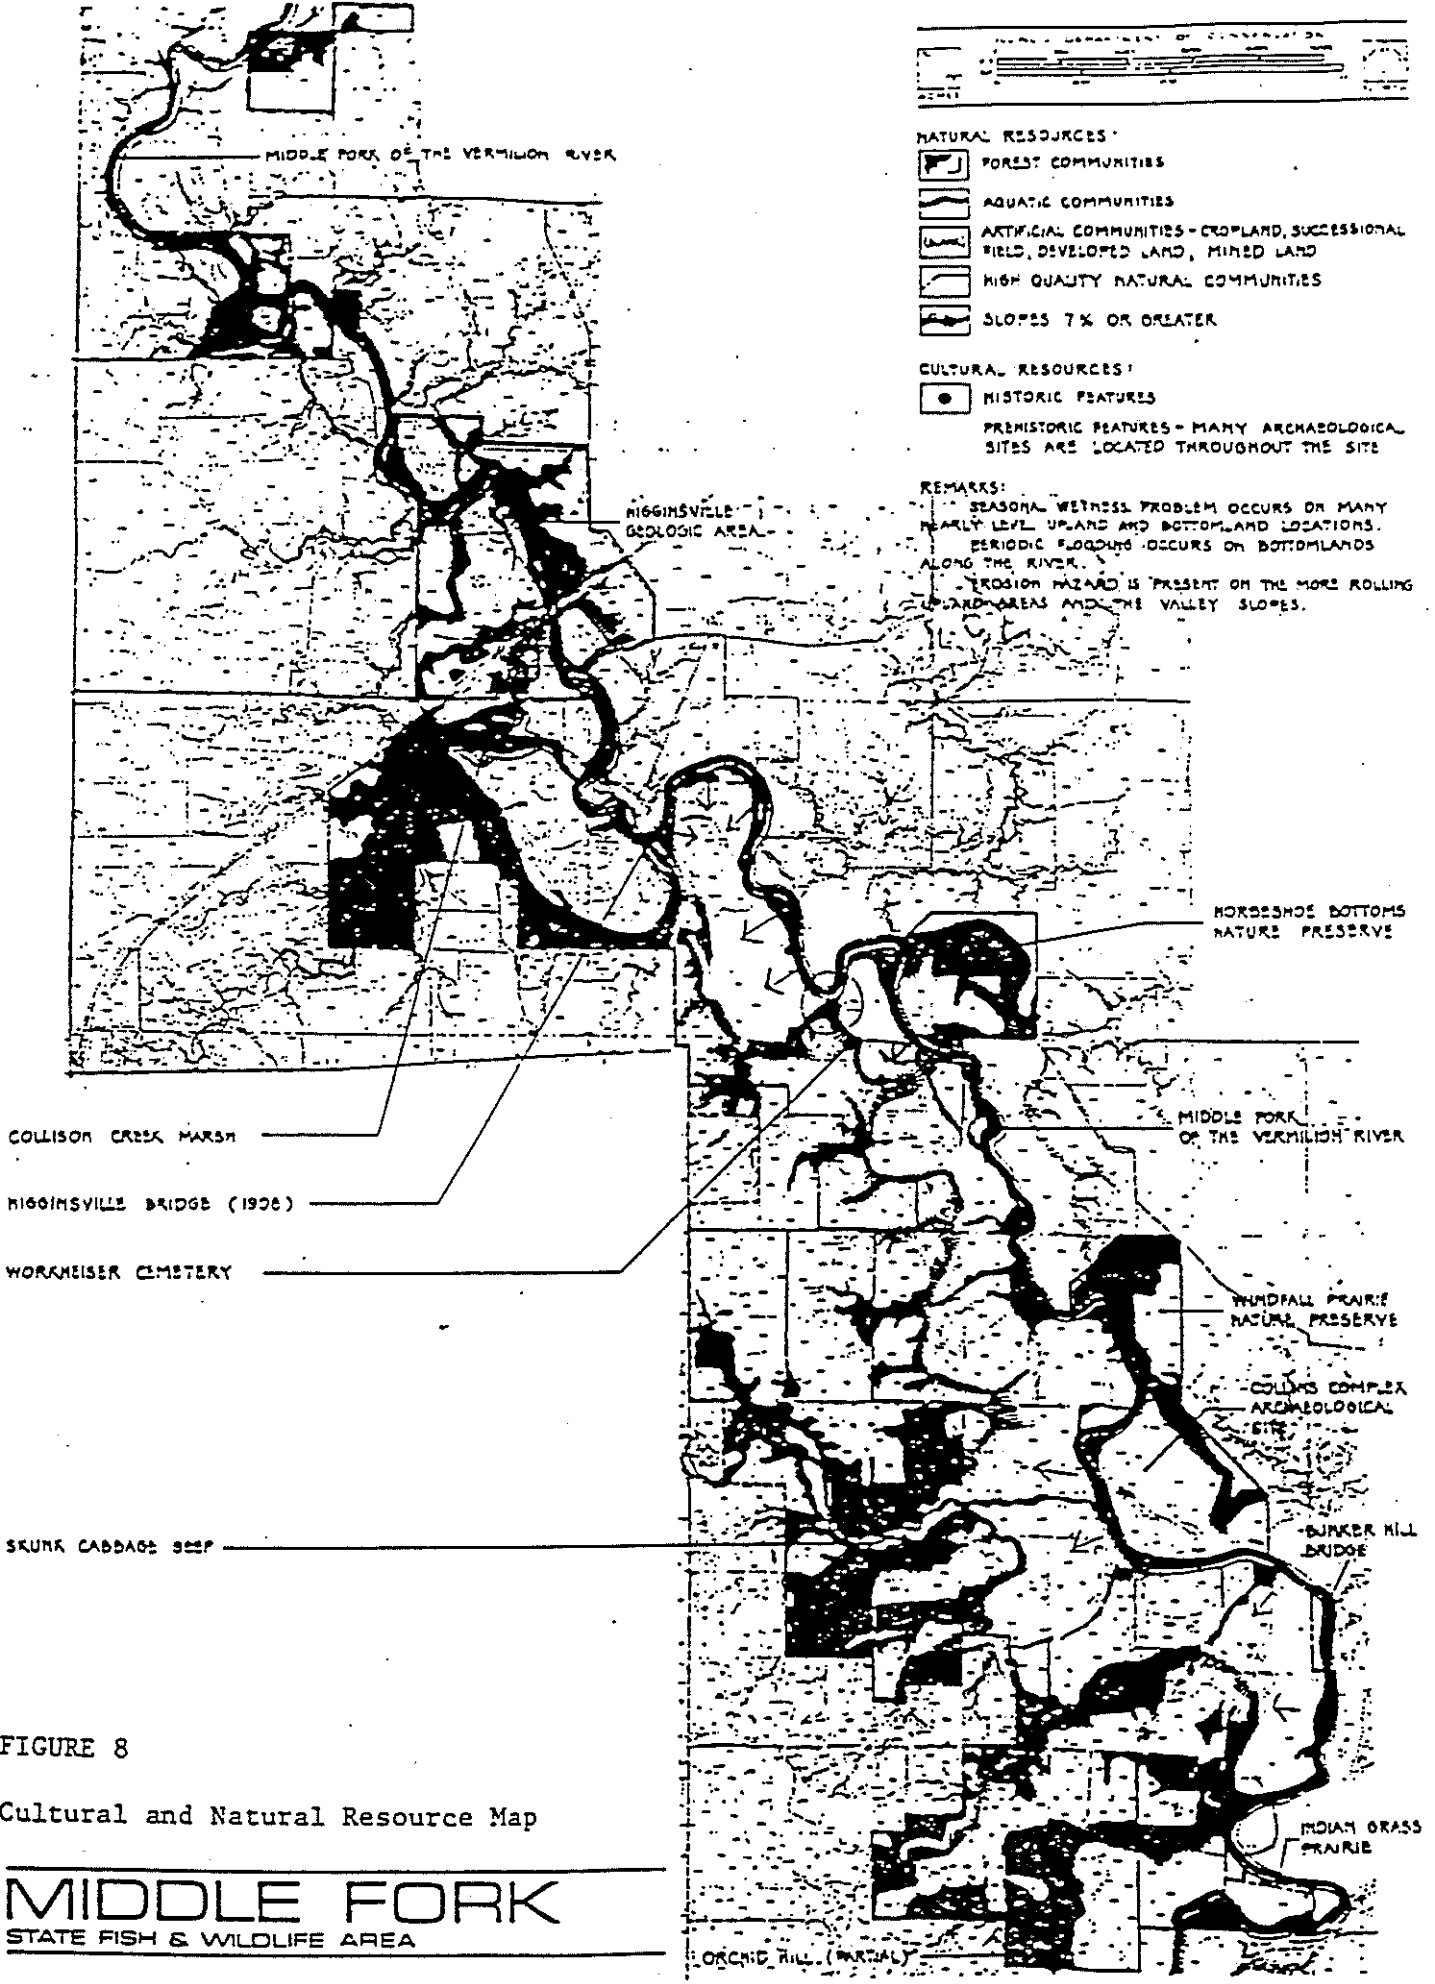 DEPARTMENT OF CONSERVATION
NATURAL RESOURCES:
FOREST COMMUNITIES
AQUATIC COMMUNITIES
ARTIFICIAL COMMUNITIES - CROPLAND, SUCCESSIONAL
FIELD, DEVELOPED LAND, MINED LAND
HIGH QUALITY NATURAL COMMUNITIES
SLOPES 7% OR GREATER
CULTURAL RESOURCES:
HISTORIC FEATURES
PREHISTORIC FEATURES - MANY ARCHAEOLOGICAL
SITES ARE LOCATED THROUGHOUT THE SITE
REMARKS:
SEASONAL WETNESS PROBLEM OCCURS ON MANY
NEARLY LEVEL UPLAND AND BOTTOMLAND LOCATIONS.
PERIODIC FLOODING OCCURS ON BOTTOMLANDS
ALONG THE RIVER.
EROSION HAZARD IS PRESENT ON THE MORE ROLLING
UPLAND AREAS AND THE VALLEY SLOPES.
MIDDLE FORK OF THE VERMILION RIVER
HIGGINSVILLE
GEOLOGIC AREA
HORSESHOE BOTTOMS
NATURE PRESERVE
MIDDLE FORK
OF THE VERMILION RIVER
COLLISON CREEK MARSH
HIGGINSVILLE BRIDGE
WORKHEISER CEMETERY
WINDFALL PRAIRIE
NATURE PRESERVE
COLLINS COMPLEX
ARCHAEOLOGICAL
SITE
SKUNK CABBAGE SEEP
BUNKER HILL
BRIDGE
INDIAN GRASS
PRAIRIE
ORCHID HILL (PARTIAL)
FIGURE 8
Cultural and Natural Resource Map
MIDDLE FORK
STATE FISH & WILDLIFE AREA